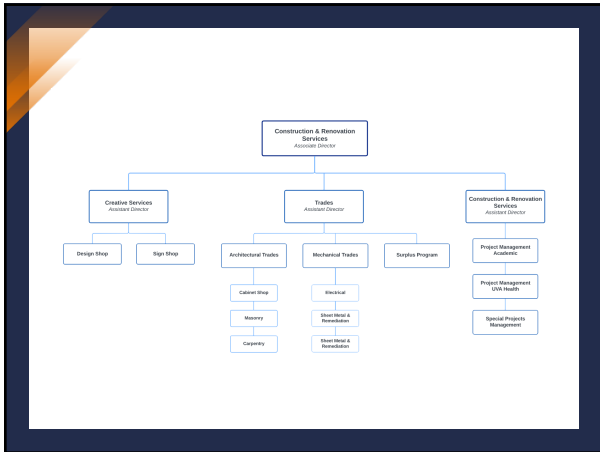 Construction & Renovation
Services
Associate Director
Creative Services
Assistant Director
Trades
Assistant Director
Construction & Renovation
Services
Assistant Director
Design Shop
Sign Shop
Architectural Trades
Mechanical Trades
Surplus Program
Project Management
Academic
Cabinet Shop
Electrical
Project Management
UVA Health
Masonry
Sheet Metal &
Remediation
Special Projects
Management
Carpentry
Sheet Metal &
Remediation